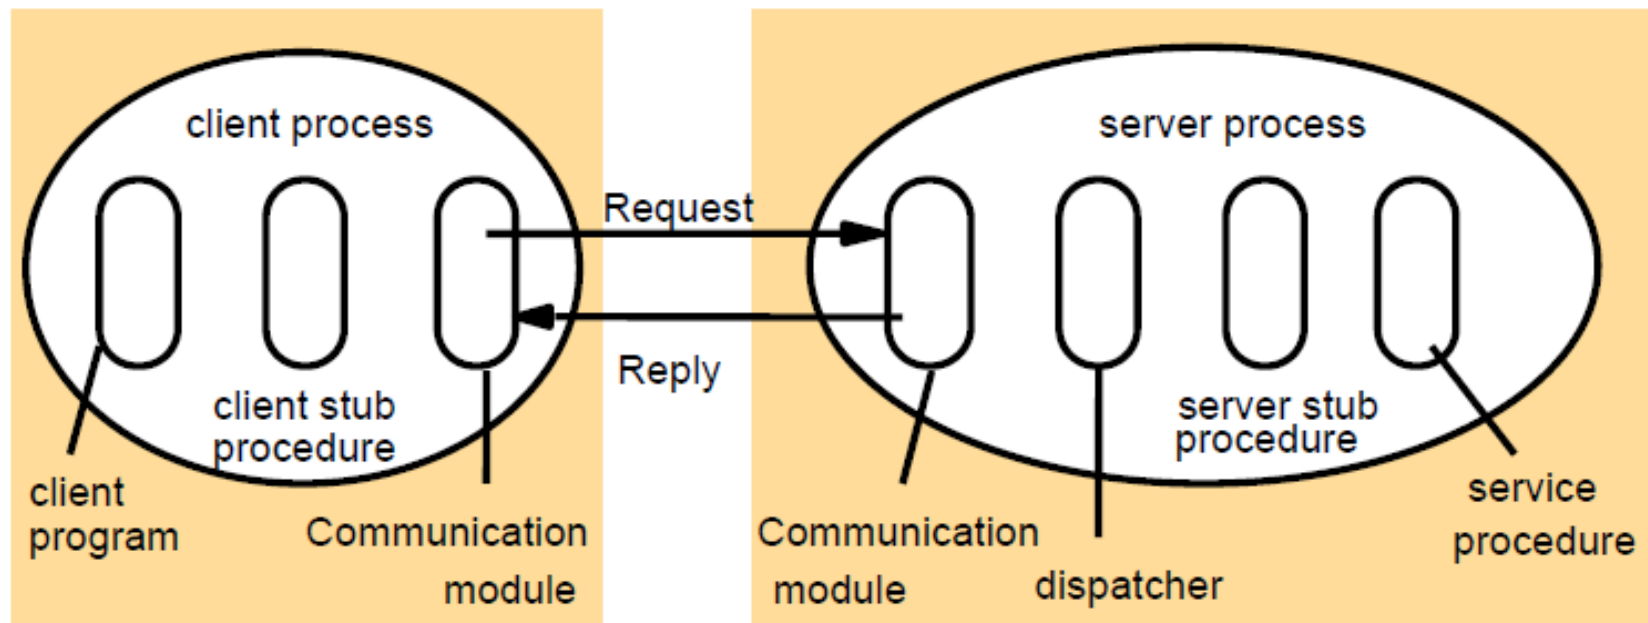 client process
server process
Request
Reply
client stub
procedure
server stub
procedure
client
program
Communication
module
Communication
module
dispatcher
service
procedure